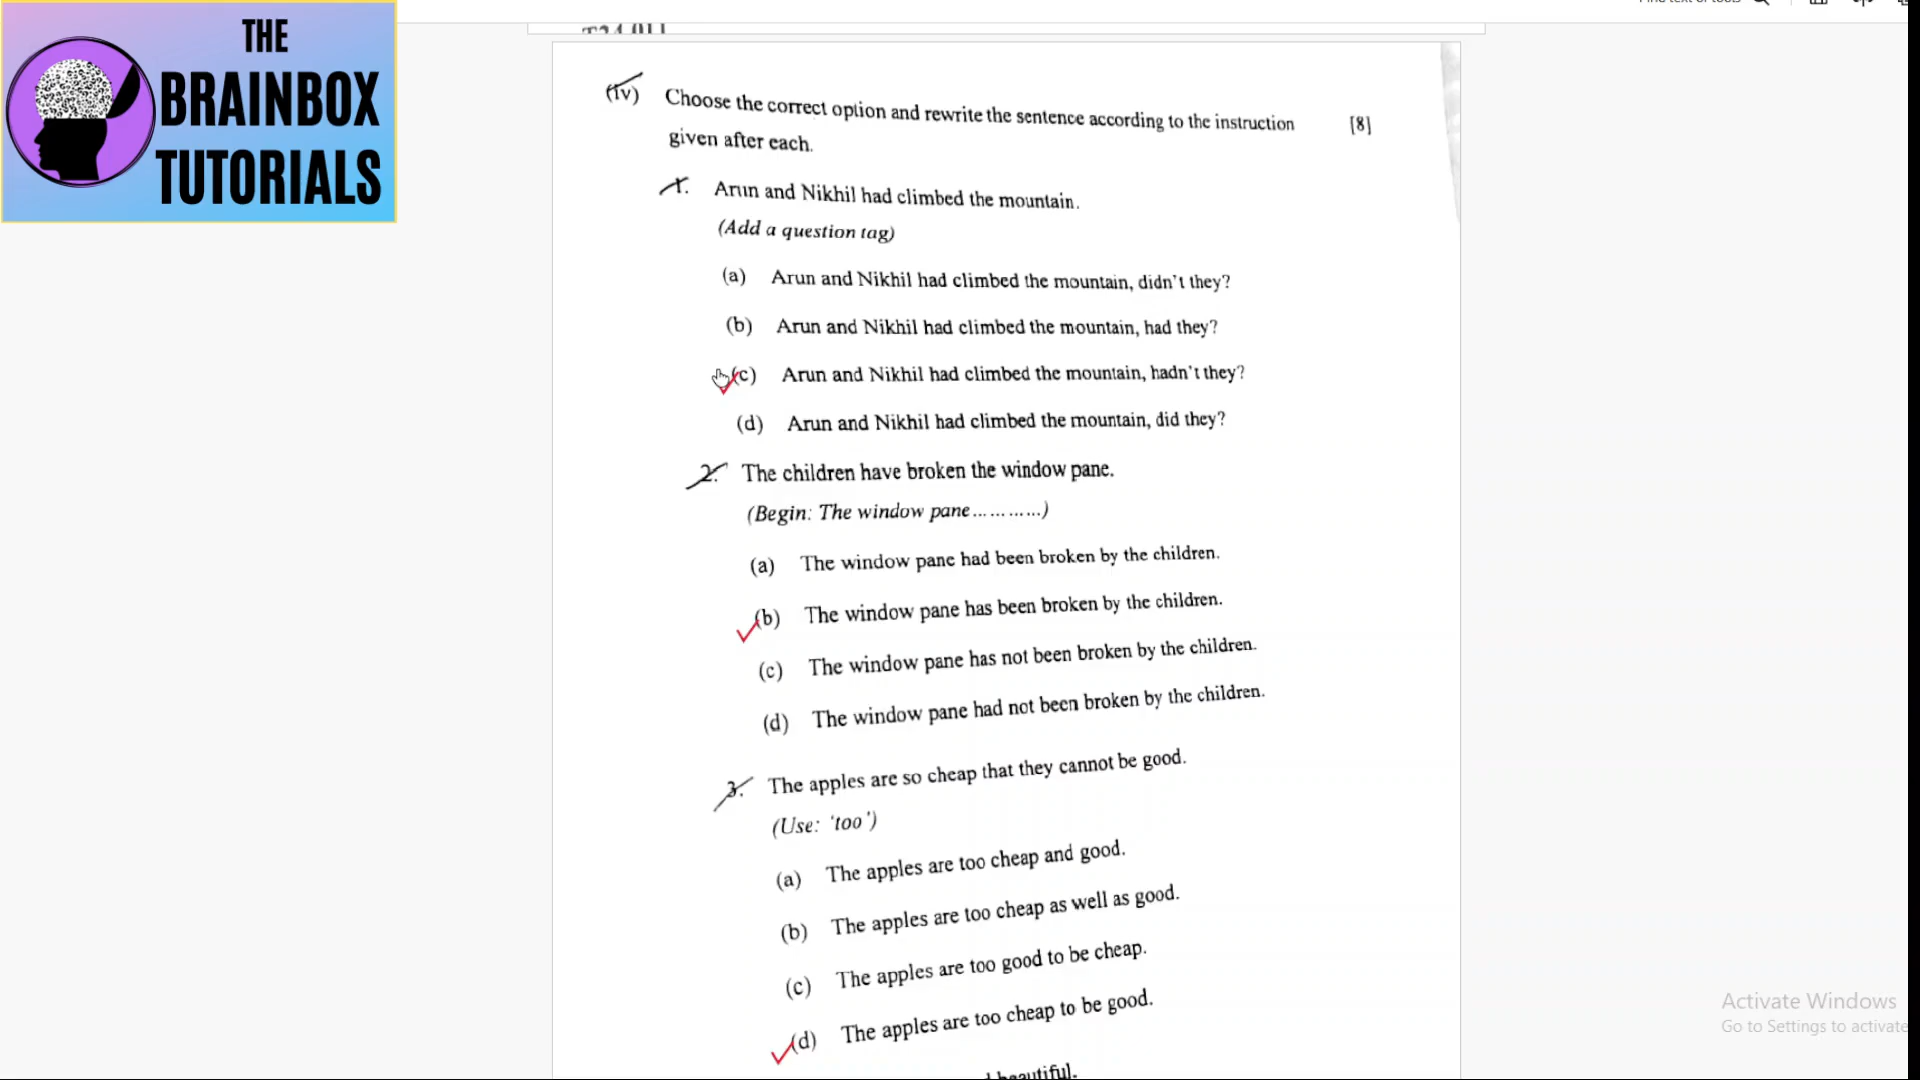 THE
BRAINBOX
TUTORIALS
(iv) Choose the correct option and rewrite the sentence according to the instruction [8]
given after each.
1. Arun and Nikhil had climbed the mountain.
(Add a question tag)
(a) Arun and Nikhil had climbed the mountain, didn't they?
(b) Arun and Nikhil had climbed the mountain, had they?
(c) Arun and Nikhil had climbed the mountain, hadn't they?
(d) Arun and Nikhil had climbed the mountain, did they?
2. The children have broken the window pane.
(Begin: The window pane............)
(a) The window pane had been broken by the children.
(b) The window pane has been broken by the children.
(c) The window pane has not been broken by the children.
(d) The window pane had not been broken by the children.
3. The apples are so cheap that they cannot be good.
(Use: 'too')
(a) The apples are too cheap and good.
(b) The apples are too cheap as well as good.
(c) The apples are too good to be cheap.
(d) The apples are too cheap to be good.
beautiful.
Activate Windows
Go to Settings to activate